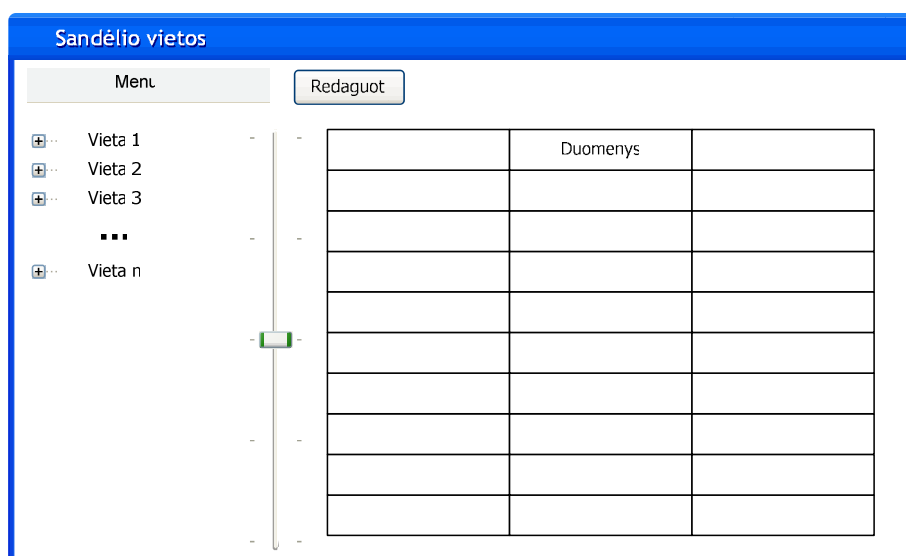 Sandėlio vietos
Menu
Redaguot
Vieta 1
Vieta 2
Vieta 3
...
Vieta n
Duomenys